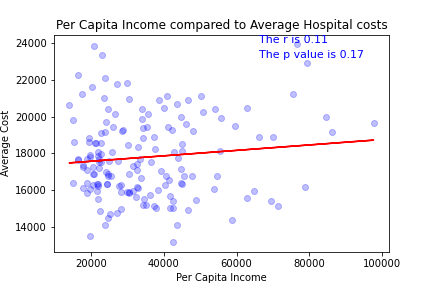 Per Capita Income compared to Average Hospital costs
The r is 0.11
The p value is 0.17
24000
22000
20000
18000
16000
14000
Average Cost
20000 40000 60000 80000 100000
Per Capita Income